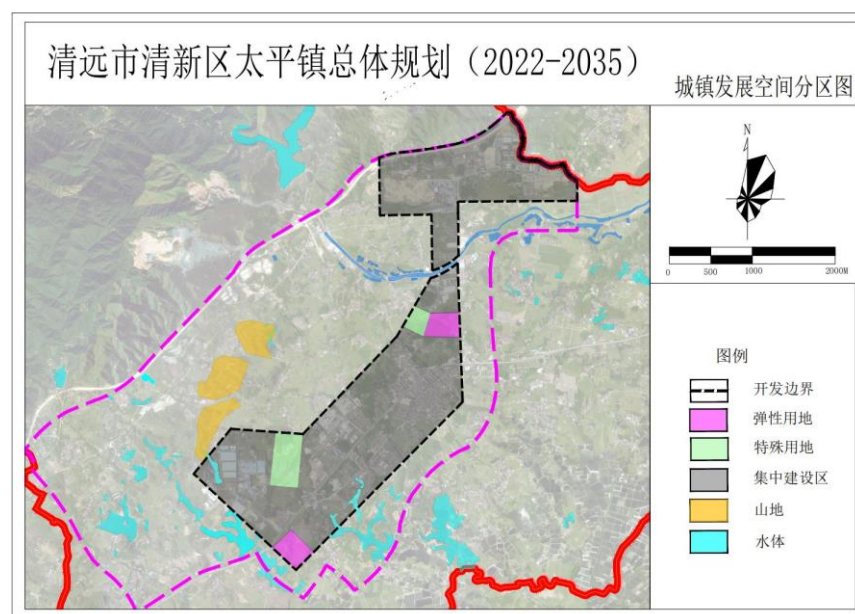 清远市清新区太平镇总体规划（2022-2035）
城镇发展空间分区图
N
0 500 1000 2000M
图例
开发边界
弹性用地
特殊用地
集中建设区
山地
水体